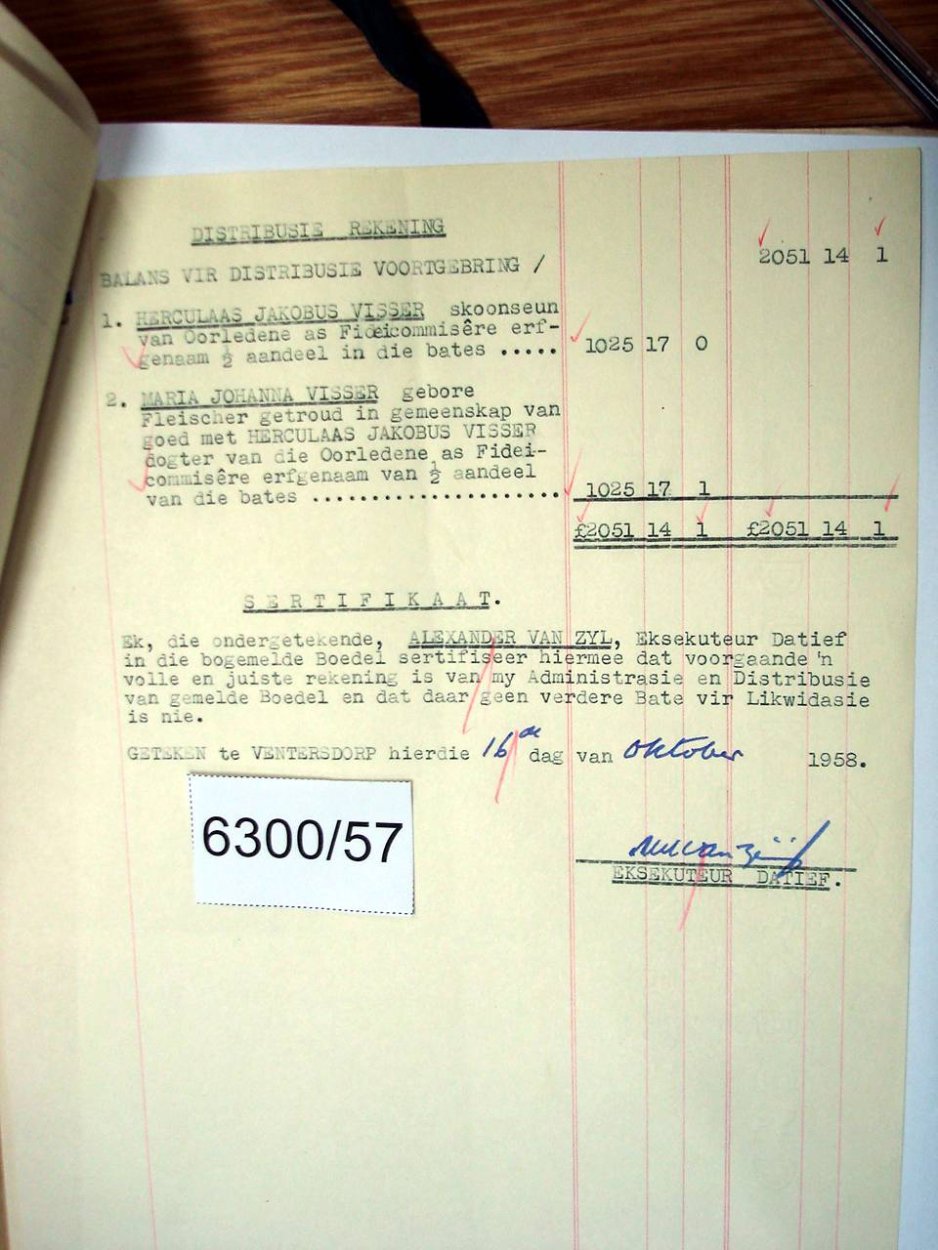 DISTRIBUSIE REKENING
BALANS VIR DISTRIBUSIE VOORTGEBRING / 2051 14 1
1. HERCULAAS JAKOBUS VISSER skoonseun
van Oorledene as Fideicommisêre erf-
genaam ½ aandeel in die bates ..... 1025 17 0
2. MARIA JOHANNA VISSER gebore
Fleischer getroud in gemeenskap van
goed met HERCULAAS JAKOBUS VISSER
dogter van die Oorledene as Fidei-
commisêre erfgenaam van ½ aandeel
van die bates ..................... 1025 17 1
£2051 14 1 £2051 14 1
SERTIFIKAAT.
Ek, die ondergetekende, ALEXANDER VAN ZYL, Eksekuteur Datief
in die bogemelde Boedel sertifiseer hiermee dat voorgaande 'n
volle en juiste rekening is van my Administrasie en Distribusie
van gemelde Boedel en dat daar geen verdere Bate vir Likwidasie
is nie.
GETEKEN te VENTERSDORP hierdie 16de dag van Oktober 1958.
6300/57
EKSEKUTEUR DATIEF.